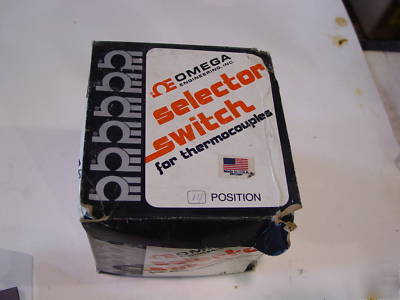 OMEGA
ENGINEERING, INC.
selector
switch
for thermocouples
POSITION